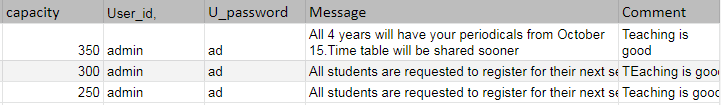 capacity User_id, U_password Message Comment
All 4 years will have your periodicals from October Teaching is
350 admin ad 15.Time table will be shared sooner good
300 admin ad All students are requested to register for their next se TEaching is good
250 admin ad All students are requested to register for their next se Teaching is good